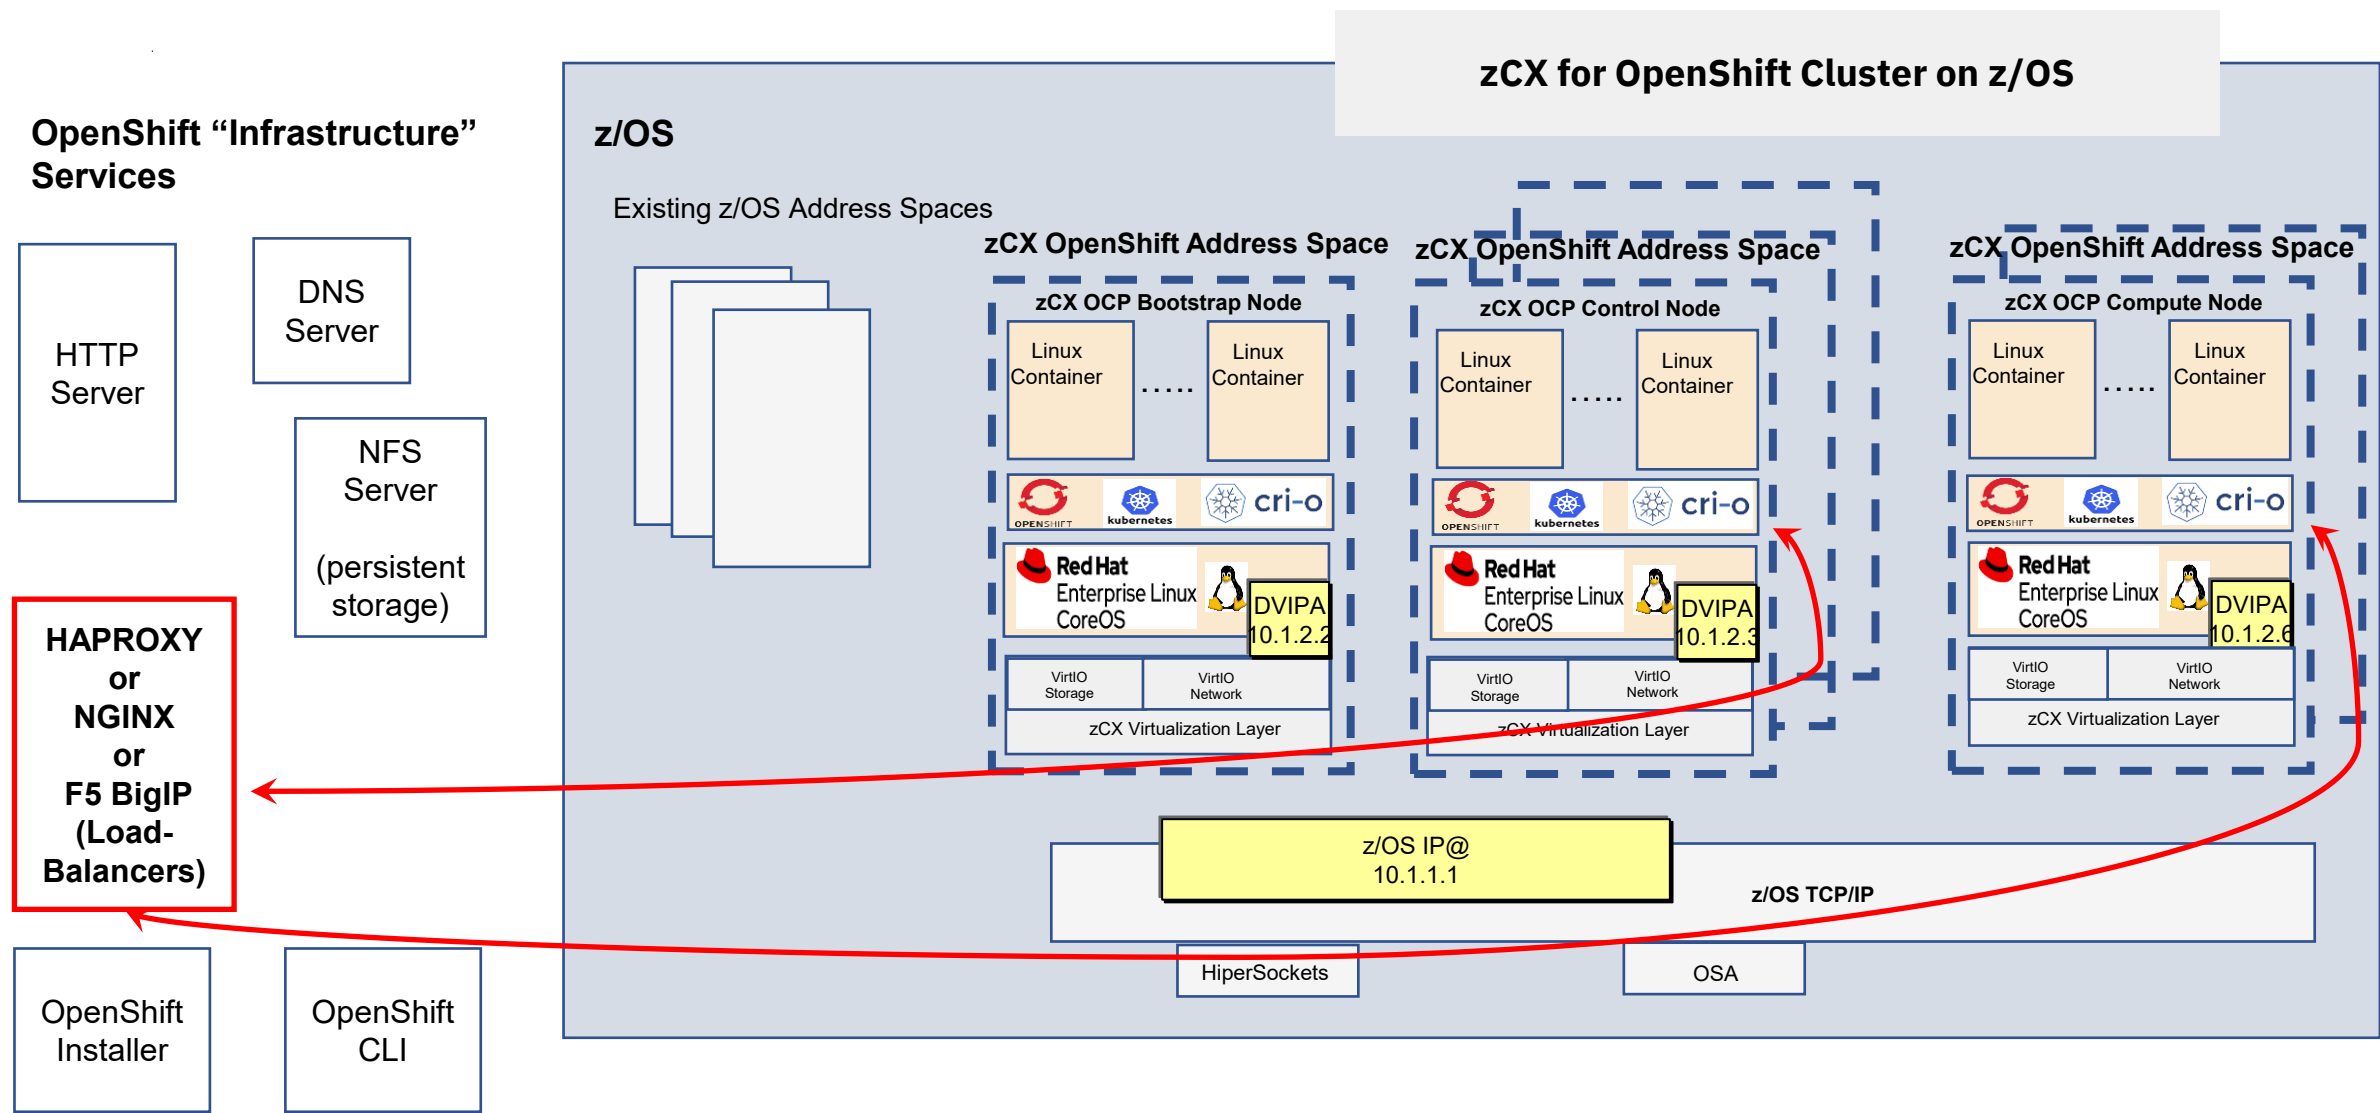 zCX for OpenShift Cluster on z/OS
OpenShift “Infrastructure”
Services
HTTP
Server
DNS
Server
NFS
Server
(persistent
storage)
HAPROXY
or
NGINX
or
F5 BigIP
(Load-
Balancers)
OpenShift
Installer
OpenShift
CLI
z/OS
Existing z/OS Address Spaces
zCX OpenShift Address Space
zCX OCP Bootstrap Node
Linux
Container
.....
Linux
Container
OPENSHIFT
kubernetes
cri-o
Red Hat
Enterprise Linux
CoreOS
DVIPA
10.1.2.2
VirtIO
Storage
VirtIO
Network
zCX Virtualization Layer
zCX OpenShift Address Space
zCX OCP Control Node
Linux
Container
.....
Linux
Container
OPENSHIFT
kubernetes
cri-o
Red Hat
Enterprise Linux
CoreOS
DVIPA
10.1.2.3
VirtIO
Storage
VirtIO
Network
zCX Virtualization Layer
zCX OpenShift Address Space
zCX OCP Compute Node
Linux
Container
.....
Linux
Container
OPENSHIFT
kubernetes
cri-o
Red Hat
Enterprise Linux
CoreOS
DVIPA
10.1.2.6
VirtIO
Storage
VirtIO
Network
zCX Virtualization Layer
z/OS IP@
10.1.1.1
z/OS TCP/IP
HiperSockets
OSA